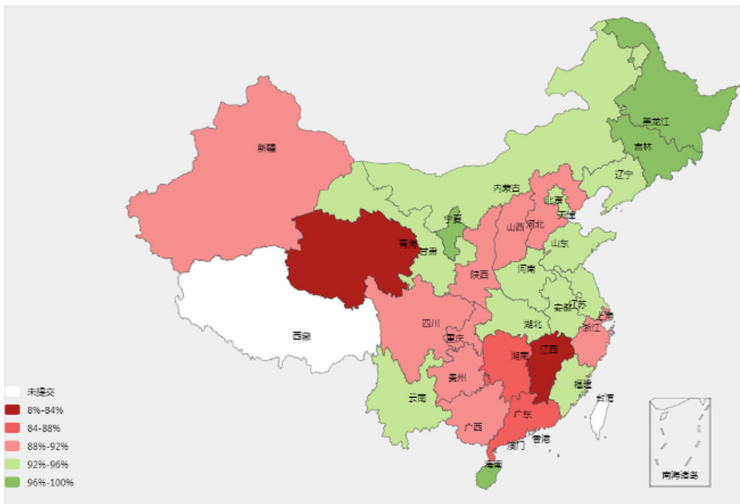 黑龙江
吉林
新疆
辽宁
内蒙古
北京
天津
宁夏
山西
河北
青海
甘肃
山东
陕西
河南
安徽
江苏
上海
四川
湖北
浙江
西藏
重庆
湖南
江西
贵州
福建
云南
台湾
广东
广西
香港
澳门
海南
南海诸岛
未提交
8%-84%
84-88%
88%-92%
92%-96%
96%-100%